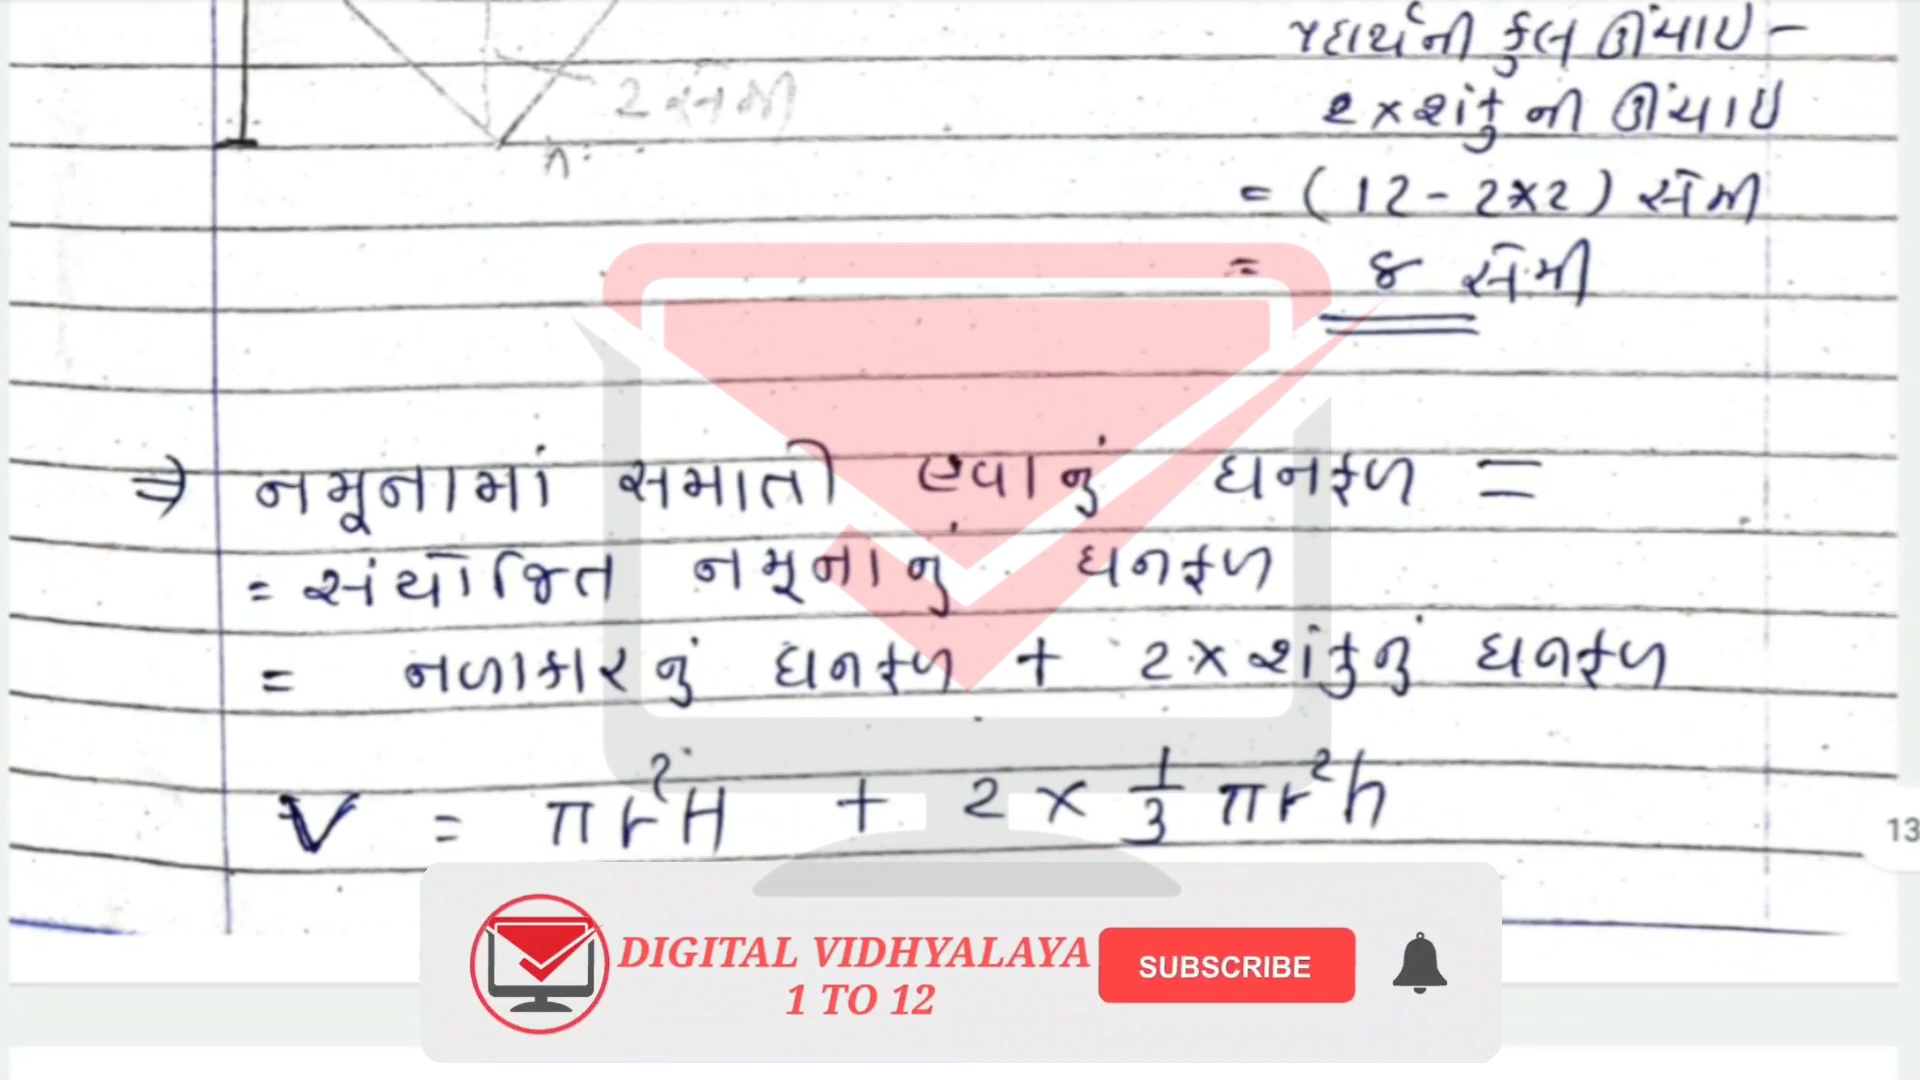 પદાર્થની કુલ ઊંચાઈ -
2 સેમી
2 × શંકુ ની ઊંચાઈ
h
= ( 12 - 2×2 ) સેમી
= 8 સેમી
⇒ નમૂનામાં સમાતી હવાનું ઘનફળ =
= સંયોજિત નમૂનાનું ઘનફળ
= નળાકારનું ઘનફળ + 2 × શંકુનું ઘનફળ
V = πr²H + 2 × 1/3 πr²h
13
DIGITAL VIDHYALAYA
1 TO 12
SUBSCRIBE